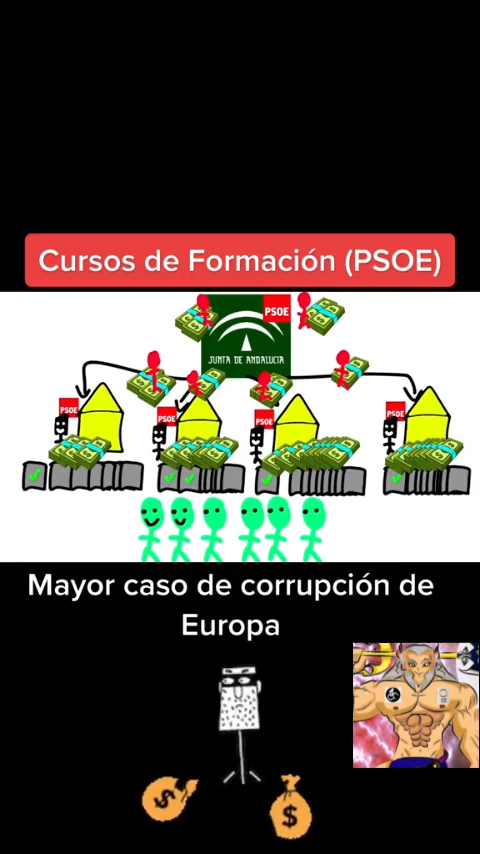 Cursos de Formación (PSOE)
PSOE
JUNTA DE ANDALUCIA
PSOE
PSOE
PSOE
PSOE
Mayor caso de corrupción de
Europa
$
$